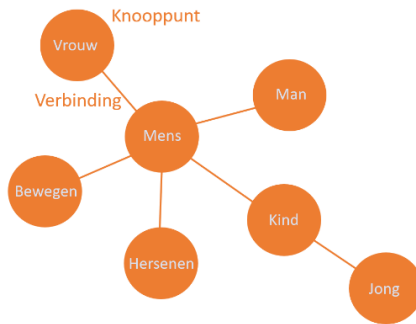 Knooppunt
Vrouw
Verbinding
Man
Mens
Bewegen
Kind
Hersenen
Jong